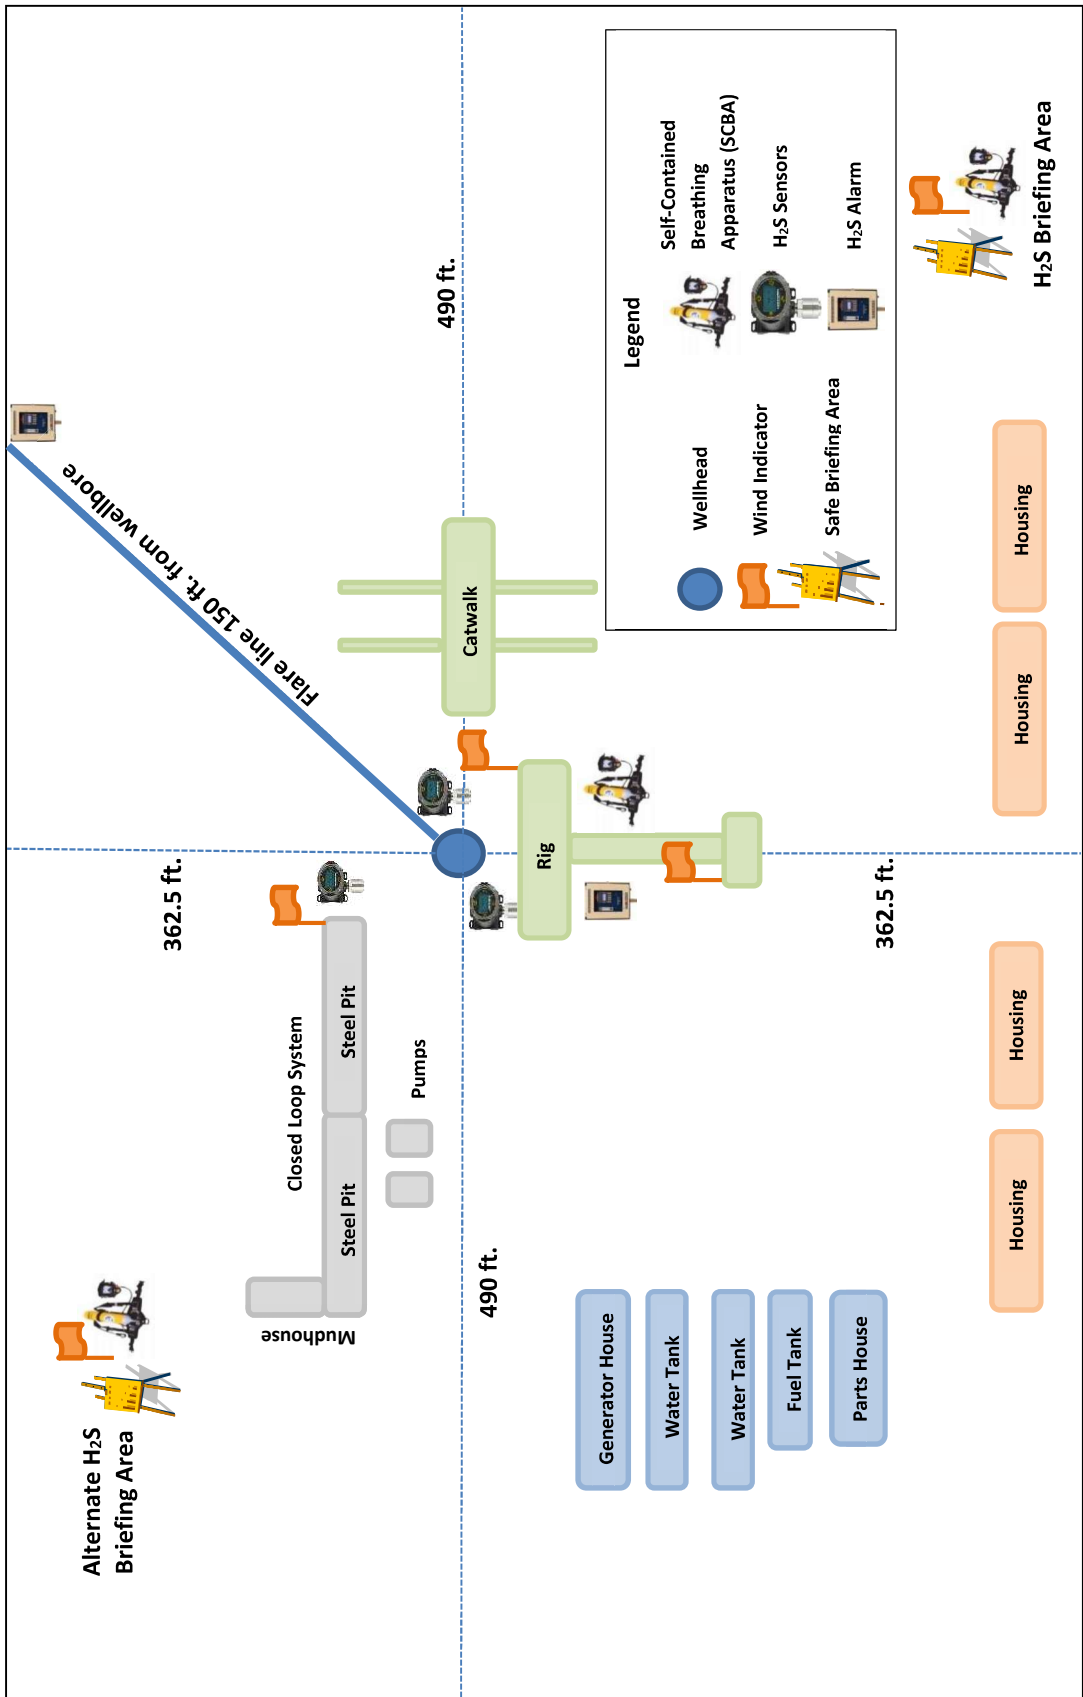 Alternate H₂S
Briefing Area
Mudhouse
Closed Loop System
Steel Pit
Steel Pit
Pumps
362.5 ft.
Flare line 150 ft. from wellbore
490 ft.
490 ft.
Catwalk
Rig
362.5 ft.
Generator House
Water Tank
Water Tank
Fuel Tank
Parts House
Legend
Wellhead
Wind Indicator
Safe Briefing Area
Self-Contained
Breathing
Apparatus (SCBA)
H₂S Sensors
H₂S Alarm
Housing
Housing
Housing
Housing
H₂S Briefing Area